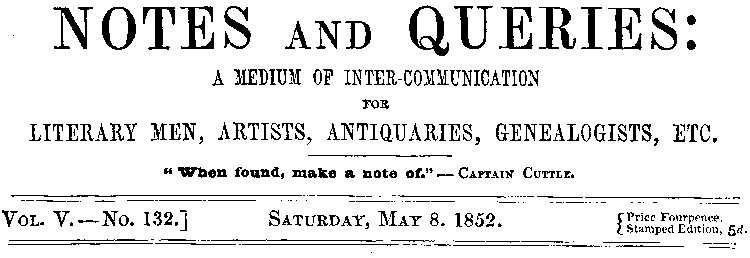 NOTES AND QUERIES:
A MEDIUM OF INTER-COMMUNICATION
FOR
LITERARY MEN, ARTISTS, ANTIQUARIES, GENEALOGISTS, ETC.
"When found, make a note of." — CAPTAIN CUTTLE.
VOL. V.—No. 132.] SATURDAY, MAY 8. 1852. { Price Fourpence.
{ Stamped Edition, 5d.